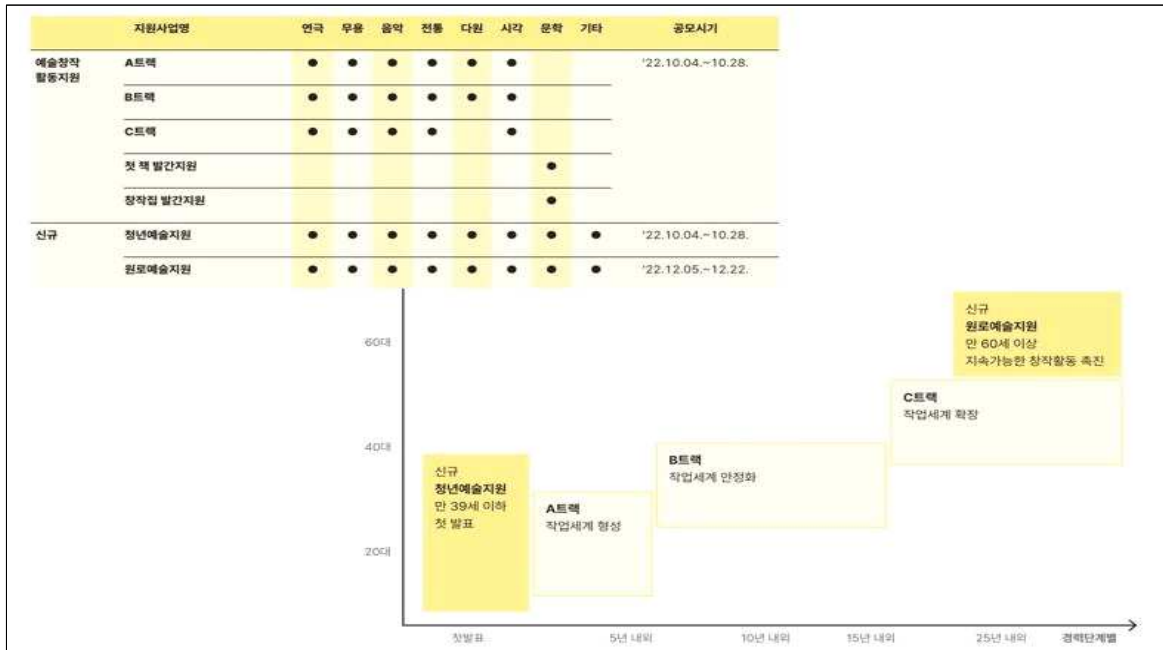 지원사업명 연극 무용 음악 전통 다원 시각 문학 기타 공모시기
예술창작 활동지원 A트랙 ● ● ● ● ● ● '22.10.04.~10.28.
B트랙 ● ● ● ● ● ●
C트랙 ● ● ● ● ●
첫 책 발간지원 ●
창작집 발간지원 ●
신규 청년예술지원 ● ● ● ● ● ● ● ● '22.10.04.~10.28.
원로예술지원 ● ● ● ● ● ● ● ● '22.12.05.~12.22.
60대
40대
20대
신규
원로예술지원
만 60세 이상
지속가능한 창작활동 촉진
C트랙
작업세계 확장
B트랙
작업세계 안정화
신규
청년예술지원
만 39세 이하
첫 발표
A트랙
작업세계 형성
첫발표 5년 내외 10년 내외 15년 내외 25년 내외 경력단계별